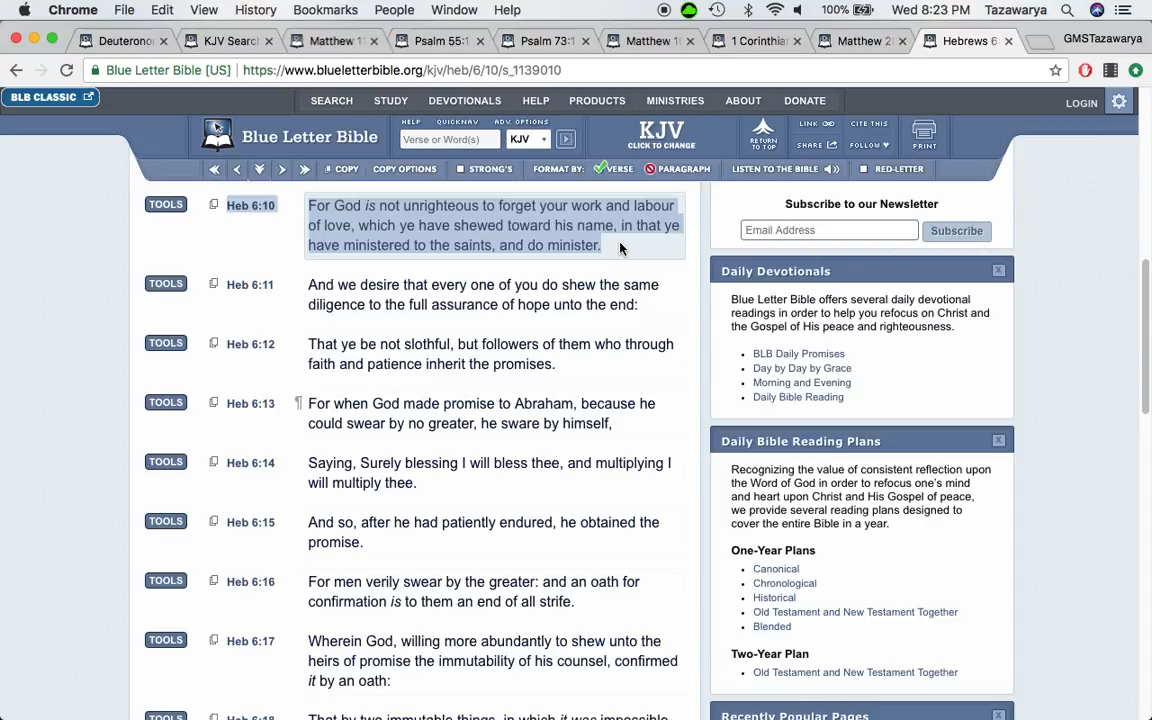 Chrome File Edit View History Bookmarks People Window Help 100% Wed 8:23 PM Tazawarya
Deuteronom KJV Search Matthew 1 Psalm 55:1 Psalm 73:1 Matthew 1 1 Corinthia Matthew 2 Hebrews 6 GMSTazawarya
Blue Letter Bible [US] https://www.blueletterbible.org/kjv/heb/6/10/s_1139010
BLB CLASSIC
SEARCH STUDY DEVOTIONALS HELP PRODUCTS MINISTRIES ABOUT DONATE LOGIN
Blue Letter Bible
HELP QUICKNAV ADV. OPTIONS
Verse or Word(s) KJV
KJV
CLICK TO CHANGE
RETURN
TO TOP
LINK CITE THIS
SHARE FOLLOW
PRINT
COPY COPY OPTIONS STRONG'S FORMAT BY: VERSE PARAGRAPH LISTEN TO THE BIBLE RED-LETTER
TOOLS Heb 6:10 For God is not unrighteous to forget your work and labour
of love, which ye have shewed toward his name, in that ye
have ministered to the saints, and do minister.
TOOLS Heb 6:11 And we desire that every one of you do shew the same
diligence to the full assurance of hope unto the end:
TOOLS Heb 6:12 That ye be not slothful, but followers of them who through
faith and patience inherit the promises.
TOOLS Heb 6:13 ¶ For when God made promise to Abraham, because he
could swear by no greater, he sware by himself,
TOOLS Heb 6:14 Saying, Surely blessing I will bless thee, and multiplying I
will multiply thee.
TOOLS Heb 6:15 And so, after he had patiently endured, he obtained the
promise.
TOOLS Heb 6:16 For men verily swear by the greater: and an oath for
confirmation is to them an end of all strife.
TOOLS Heb 6:17 Wherein God, willing more abundantly to shew unto the
heirs of promise the immutability of his counsel, confirmed
it by an oath:
TOOLS Heb 6:18 That by two immutable things, in which it was impossible
Subscribe to our Newsletter
Email Address Subscribe
Daily Devotionals
Blue Letter Bible offers several daily devotional
readings in order to help you refocus on Christ and
the Gospel of His peace and righteousness.
BLB Daily Promises
Day by Day by Grace
Morning and Evening
Daily Bible Reading
Daily Bible Reading Plans
Recognizing the value of consistent reflection upon
the Word of God in order to refocus one's mind
and heart upon Christ and His Gospel of peace,
we provide several reading plans designed to
cover the entire Bible in a year.
One-Year Plans
Canonical
Chronological
Historical
Old Testament and New Testament Together
Blended
Two-Year Plan
Old Testament and New Testament Together
Recently Popular Pages